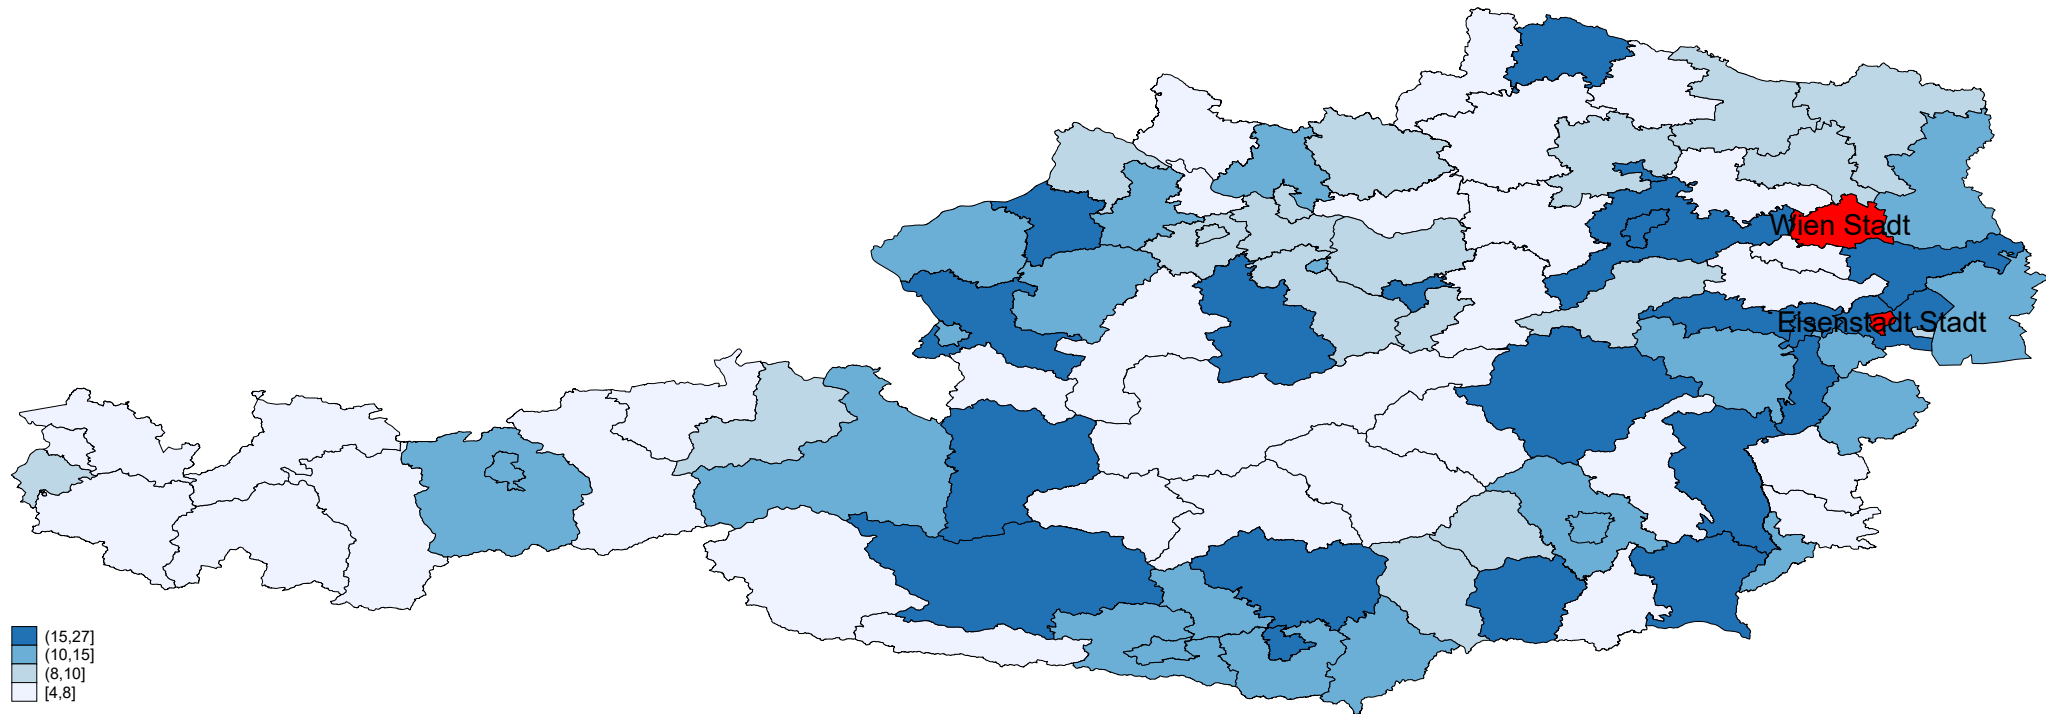 Wien Stadt
Eisenstadt Stadt
(15,27]
(10,15]
(8,10]
[4,8]